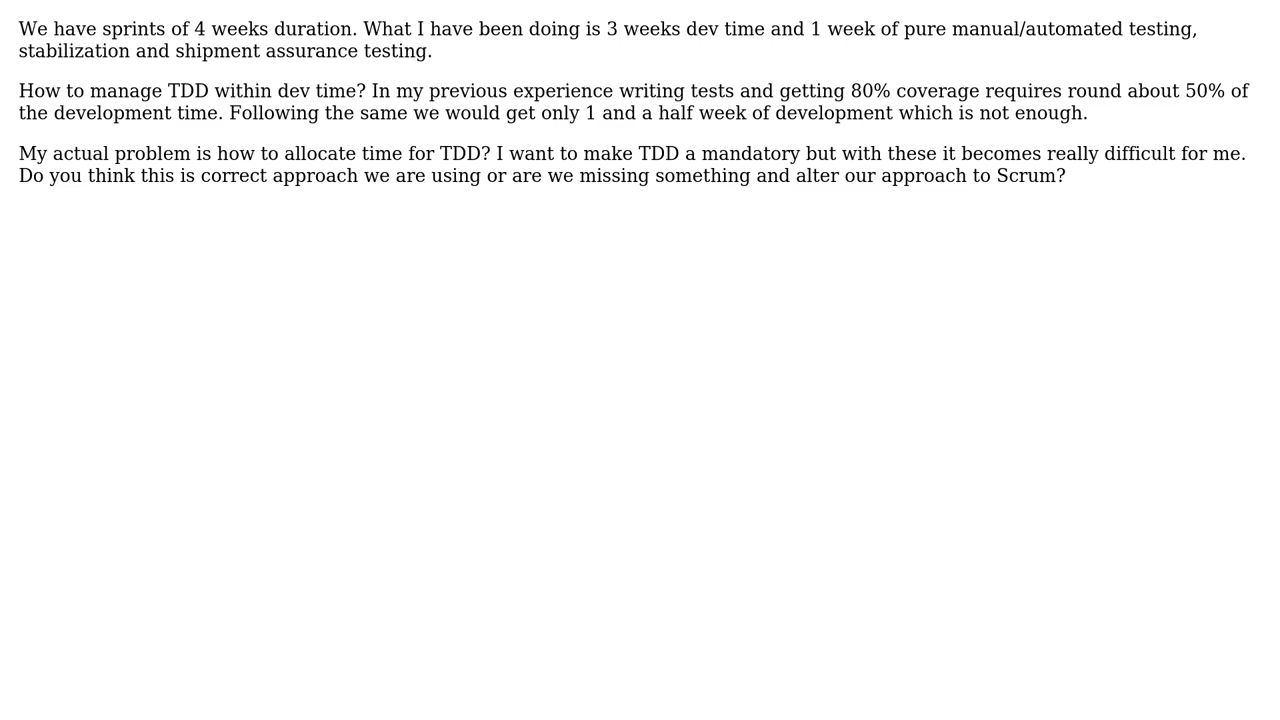 We have sprints of 4 weeks duration. What I have been doing is 3 weeks dev time and 1 week of pure manual/automated testing,
stabilization and shipment assurance testing.
How to manage TDD within dev time? In my previous experience writing tests and getting 80% coverage requires round about 50% of
the development time. Following the same we would get only 1 and a half week of development which is not enough.
My actual problem is how to allocate time for TDD? I want to make TDD a mandatory but with these it becomes really difficult for me.
Do you think this is correct approach we are using or are we missing something and alter our approach to Scrum?